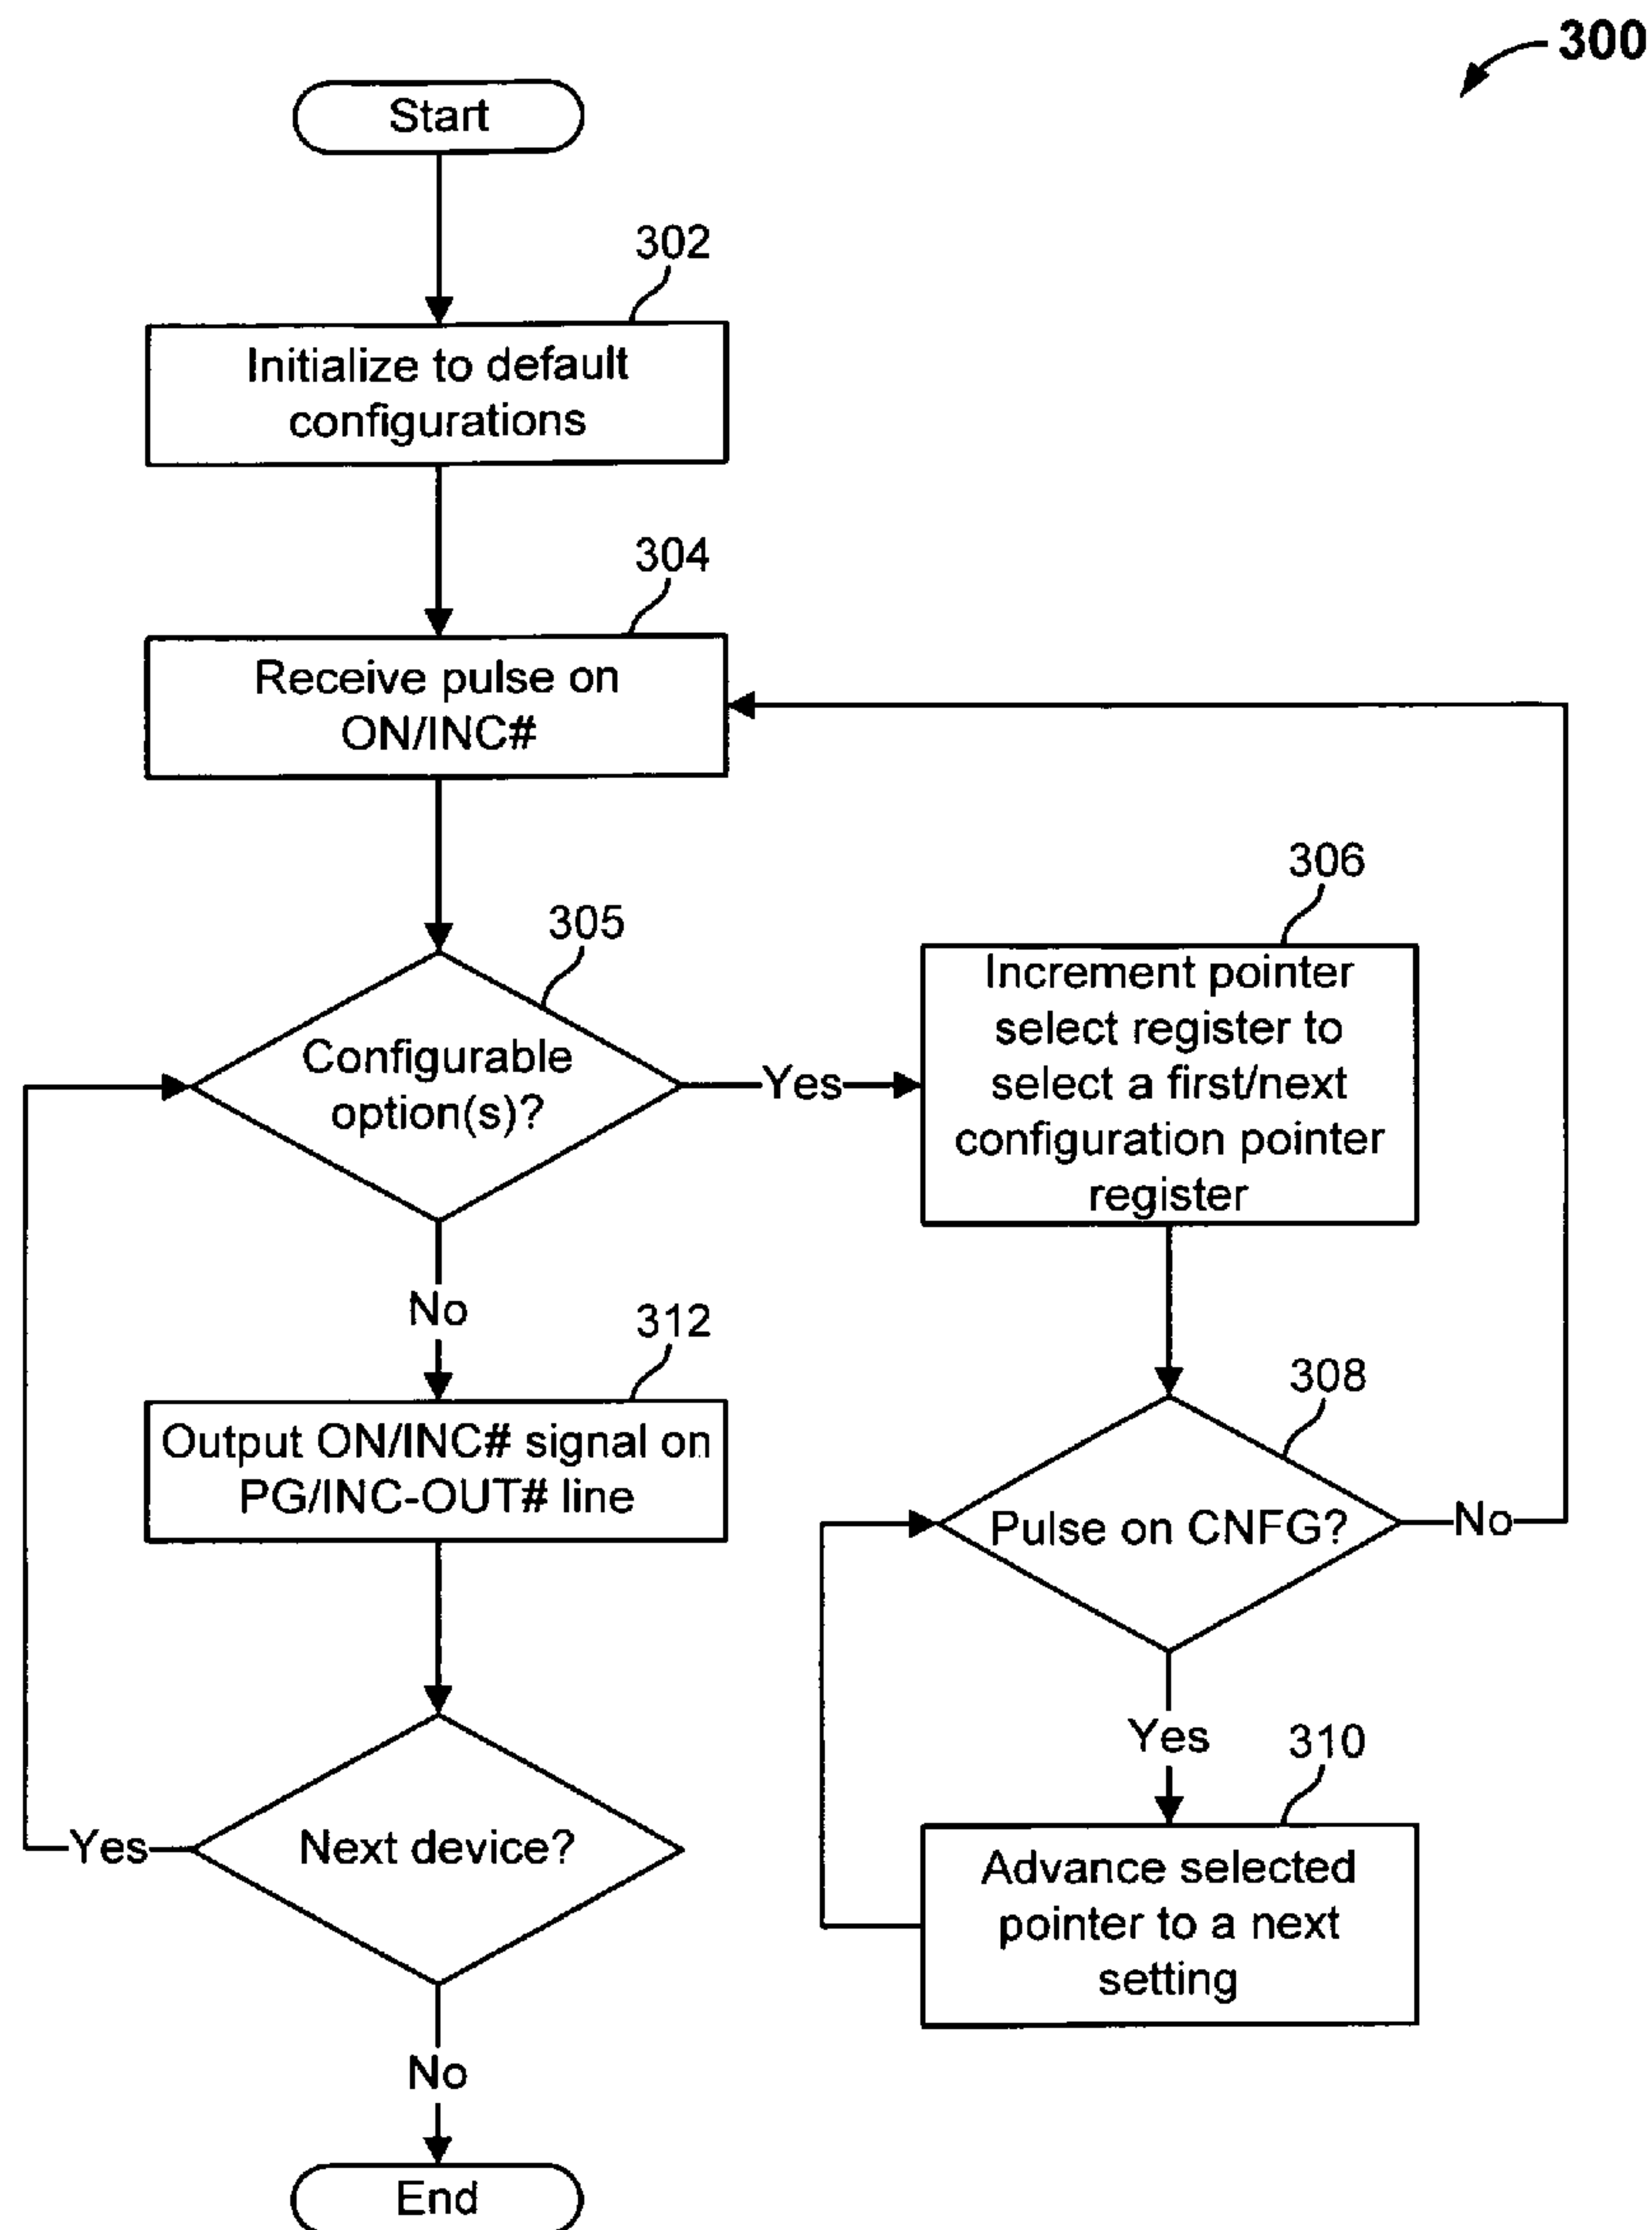 300
Start
302
Initialize to default
configurations
304
Receive pulse on
ON/INC#
305
Configurable
option(s)?
Yes
306
Increment pointer
select register to
select a first/next
configuration pointer
register
No
312
Output ON/INC# signal on
PG/INC-OUT# line
308
Pulse on CNFG?
No
Yes
310
Advance selected
pointer to a next
setting
Next device?
Yes
No
End